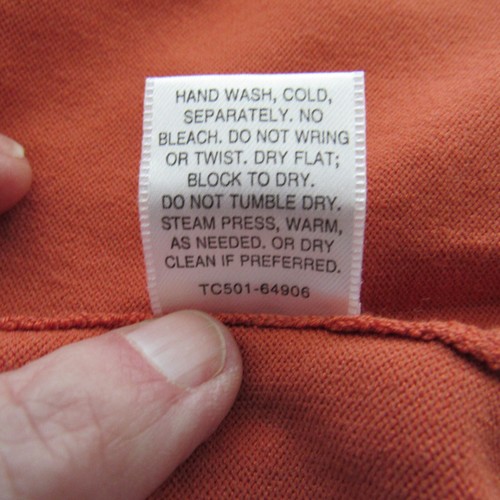 HAND WASH, COLD,
SEPARATELY. NO
BLEACH. DO NOT WRING
OR TWIST. DRY FLAT;
BLOCK TO DRY.
DO NOT TUMBLE DRY.
STEAM PRESS, WARM,
AS NEEDED. OR DRY
CLEAN IF PREFERRED.
TC501-64906